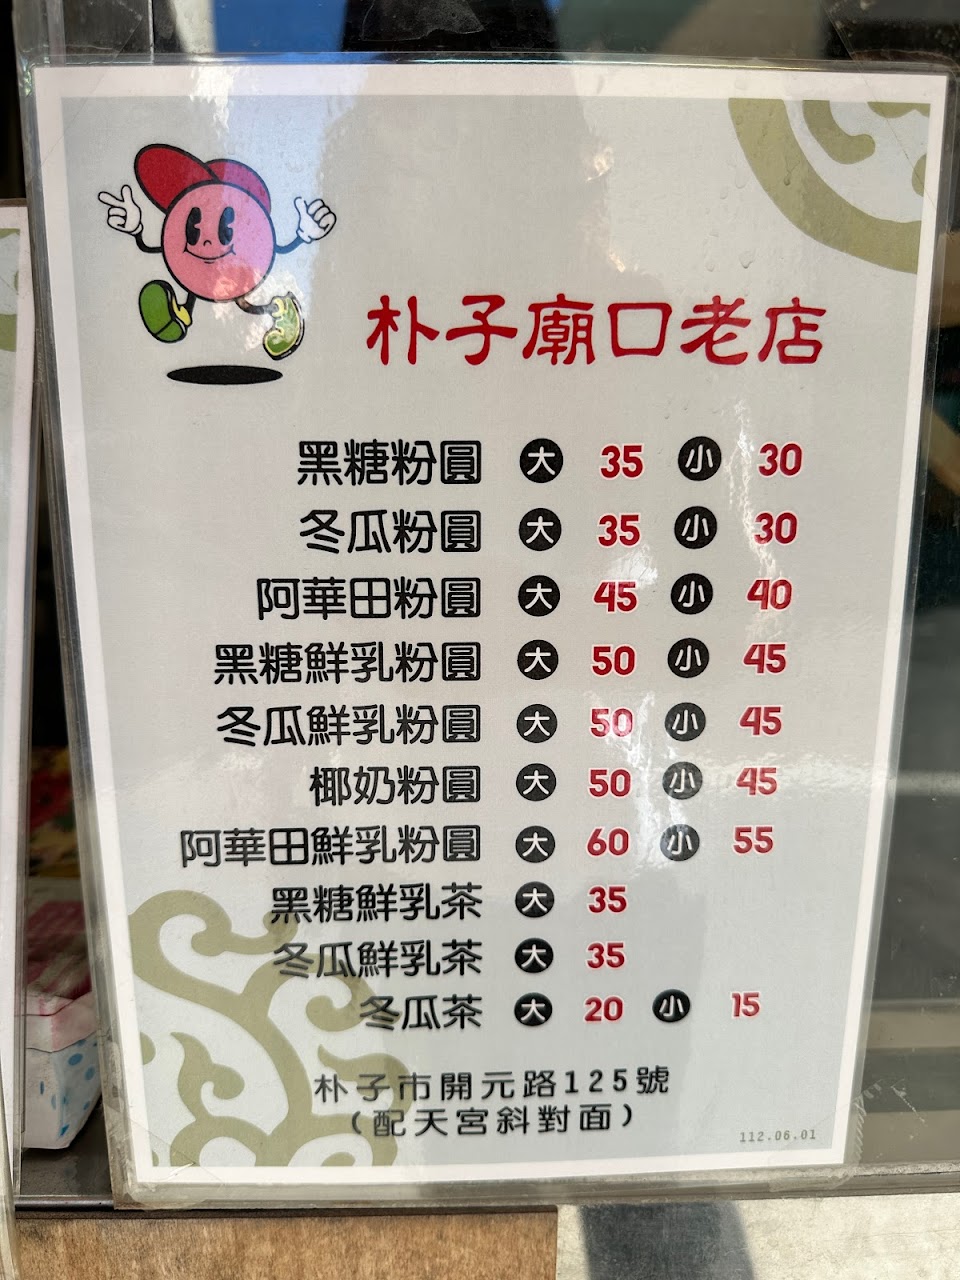 朴子廟口老店
黑糖粉圓 大 35 小 30
冬瓜粉圓 大 35 小 30
阿華田粉圓 大 45 小 40
黑糖鮮乳粉圓 大 50 小 45
冬瓜鮮乳粉圓 大 50 小 45
椰奶粉圓 大 50 小 45
阿華田鮮乳粉圓 大 60 小 55
黑糖鮮乳茶 大 35
冬瓜鮮乳茶 大 35
冬瓜茶 大 20 小 15
朴子市開元路125號
(配天宮斜對面)
112.06.01